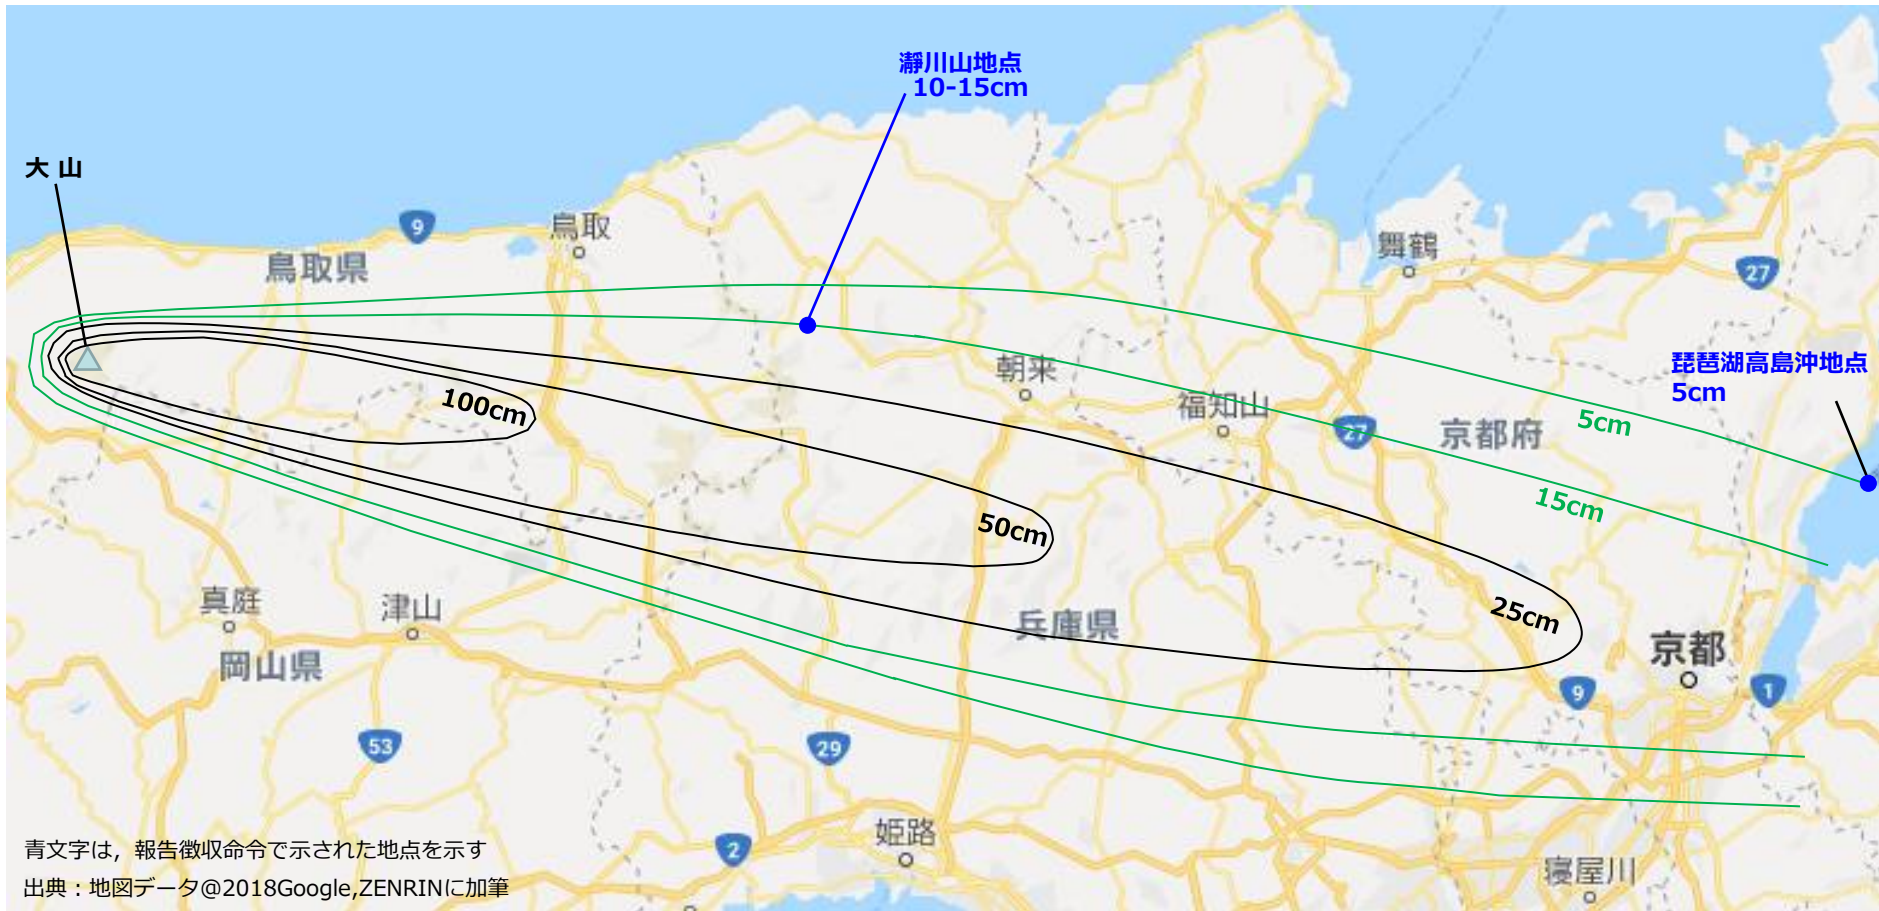 瀞川山地点
10-15cm
大 山
9
鳥取
鳥取県
舞鶴
27
琵琶湖高島沖地点
5cm
朝来
100cm
福知山
5cm
27
京都府
15cm
50cm
真庭
津山
兵庫県
25cm
京都
岡山県
9
1
53
29
姫路
2
青文字は，報告徴収命令で示された地点を示す
寝屋川
出典：地図データ@2018Google,ZENRINに加筆